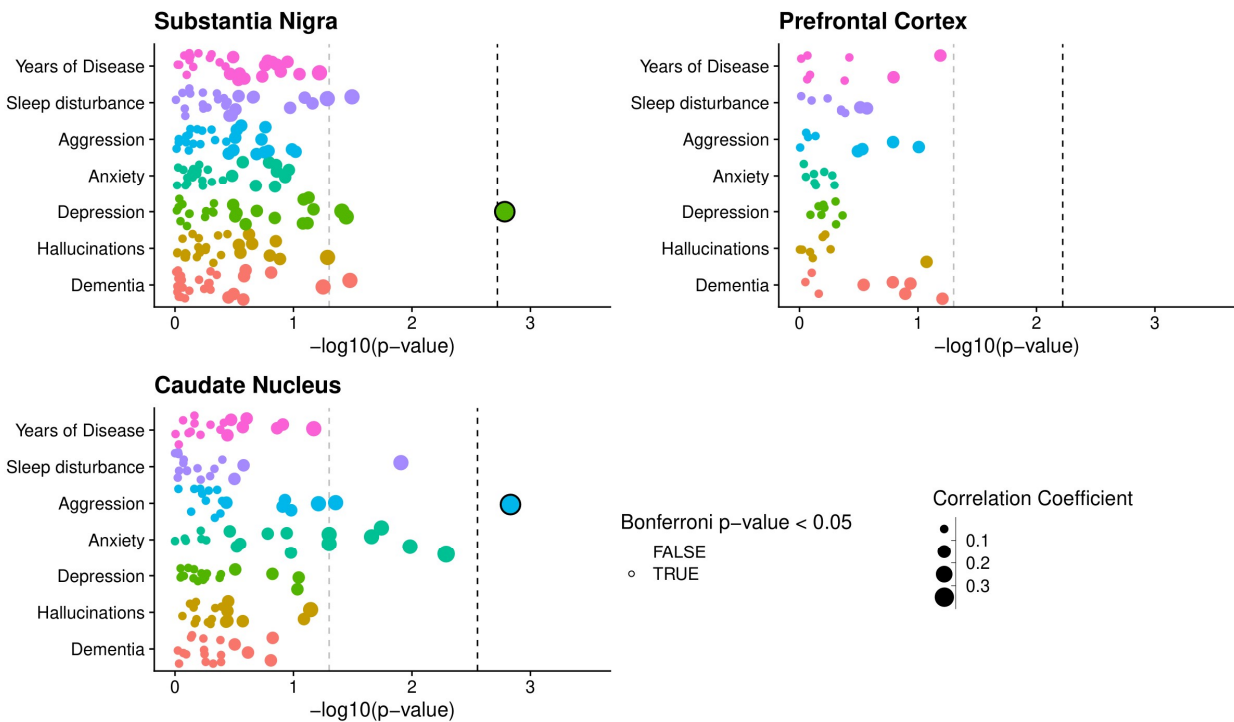 Substantia Nigra
Years of Disease
Sleep disturbance
Aggression
Anxiety
Depression
Hallucinations
Dementia
0 1 2 3
−log10(p−value)
Prefrontal Cortex
Years of Disease
Sleep disturbance
Aggression
Anxiety
Depression
Hallucinations
Dementia
0 1 2 3
−log10(p−value)
Caudate Nucleus
Years of Disease
Sleep disturbance
Aggression
Anxiety
Depression
Hallucinations
Dementia
0 1 2 3
−log10(p−value)
Bonferroni p−value < 0.05
FALSE
TRUE
Correlation Coefficient
0.1
0.2
0.3